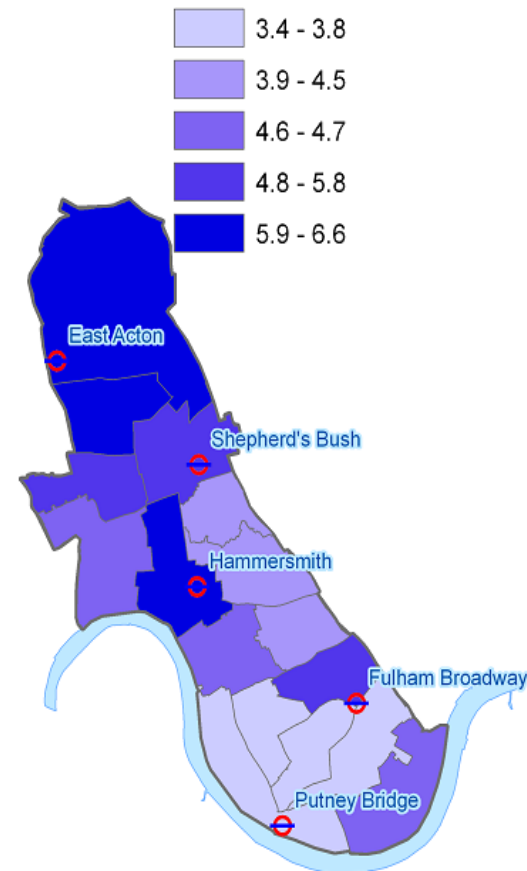 3.4 - 3.8
3.9 - 4.5
4.6 - 4.7
4.8 - 5.8
5.9 - 6.6
East Acton
Shepherd's Bush
Hammersmith
Fulham Broadway
Putney Bridge